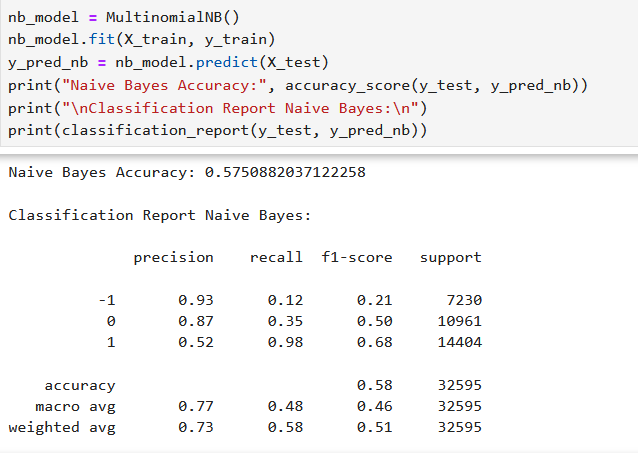 nb_model = MultinomialNB()
nb_model.fit(X_train, y_train)
y_pred_nb = nb_model.predict(X_test)
print("Naive Bayes Accuracy:", accuracy_score(y_test, y_pred_nb))
print("\nClassification Report Naive Bayes:\n")
print(classification_report(y_test, y_pred_nb))
Naive Bayes Accuracy: 0.5750882037122258
Classification Report Naive Bayes:
precision recall f1-score support
-1 0.93 0.12 0.21 7230
0 0.87 0.35 0.50 10961
1 0.52 0.98 0.68 14404
accuracy 0.58 32595
macro avg 0.77 0.48 0.46 32595
weighted avg 0.73 0.58 0.51 32595